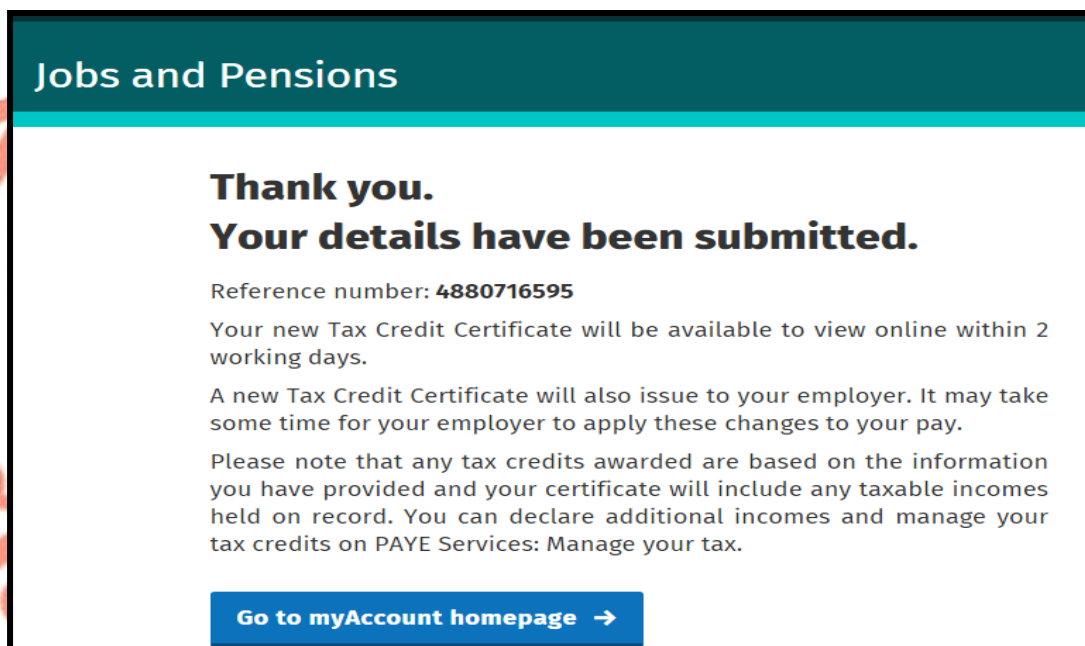 Jobs and Pensions
Thank you.
Your details have been submitted.
Reference number: 4880716595
Your new Tax Credit Certificate will be available to view online within 2
working days.
A new Tax Credit Certificate will also issue to your employer. It may take
some time for your employer to apply these changes to your pay.
Please note that any tax credits awarded are based on the information
you have provided and your certificate will include any taxable incomes
held on record. You can declare additional incomes and manage your
tax credits on PAYE Services: Manage your tax.
Go to myAccount homepage →